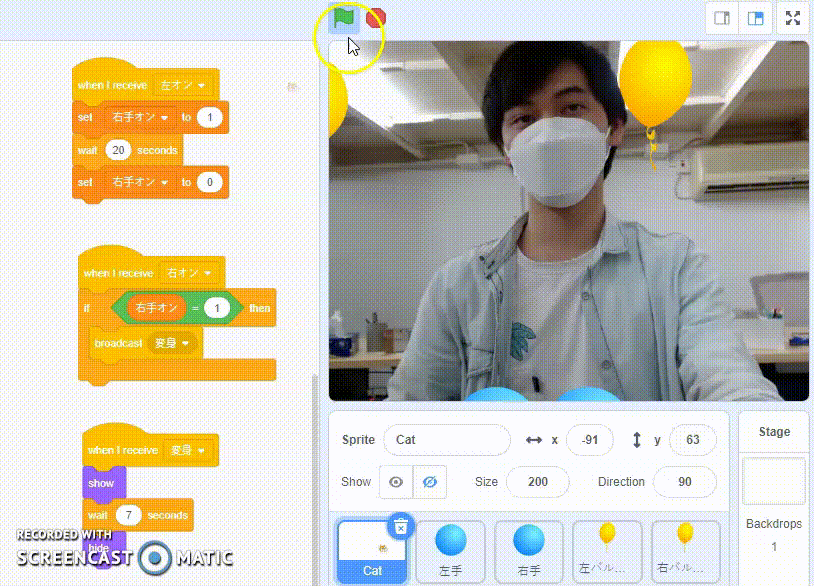 when I receive 左オン
set 右手オン to 1
wait 20 seconds
set 右手オン to 0
when I receive 右オン
if 右手オン = 1 then
broadcast 変身
when I receive 変身
show
wait 7 seconds
hide
RECORDED WITH
SCREENCAST MATIC
Sprite Cat x -91 y 63
Show Size 200 Direction 90
Cat
左手
右手
左バル...
右バル...
Stage
Backdrops
1